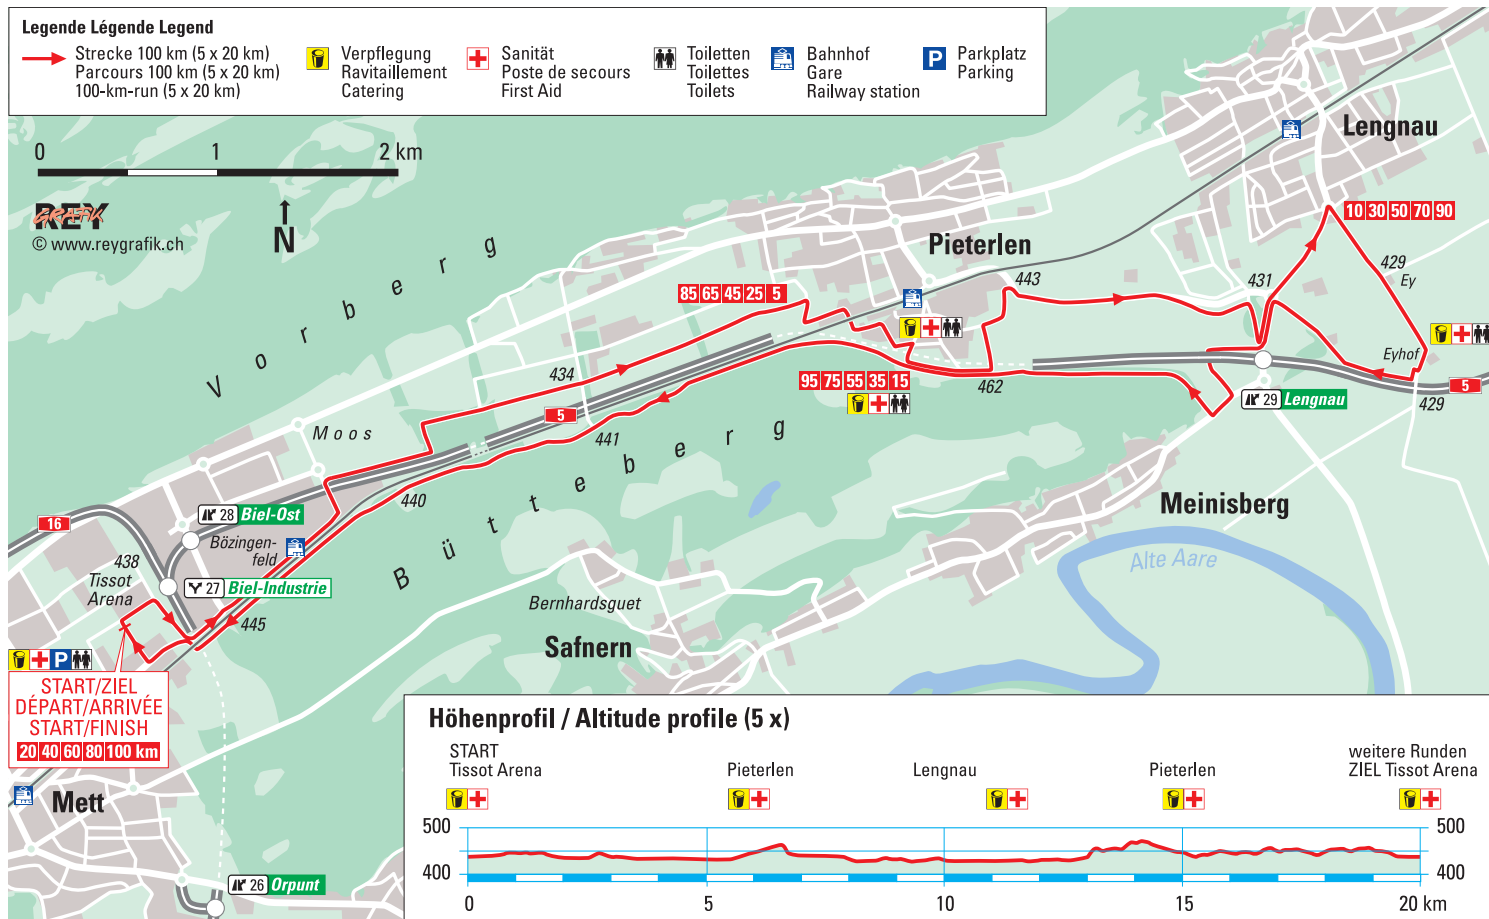 Legende Légende Legend
Strecke 100 km (5 x 20 km)
Parcours 100 km (5 x 20 km)
100-km-run (5 x 20 km)
Verpflegung
Ravitaillement
Catering
Sanität
Poste de secours
First Aid
Toiletten
Toilettes
Toilets
Bahnhof
Gare
Railway station
P
Parkplatz
Parking
0 1 2 km
REY
GRAFIK
© www.reygrafik.ch
N
Vorberg
Lengnau
10 30 50 70 90
Pieterlen
443
431
429
Ey
85 65 45 25 5
Eyhof
434
95 75 55 35 15
462
5
29 Lengnau
429
5
441
Moos
Bütteberg
440
Meinisberg
16
28 Biel-Ost
Bözingen-
feld
438
Tissot
Arena
27 Biel-Industrie
445
Alte Aare
Bernhardsguet
Safnern
P
START/ZIEL
DÉPART/ARRIVÉE
START/FINISH
20 40 60 80 100 km
Mett
26 Orpunt
Höhenprofil / Altitude profile (5 x)
START
Tissot Arena
Pieterlen
Lengnau
Pieterlen
weitere Runden
ZIEL Tissot Arena
500 500
400 400
0 5 10 15 20 km